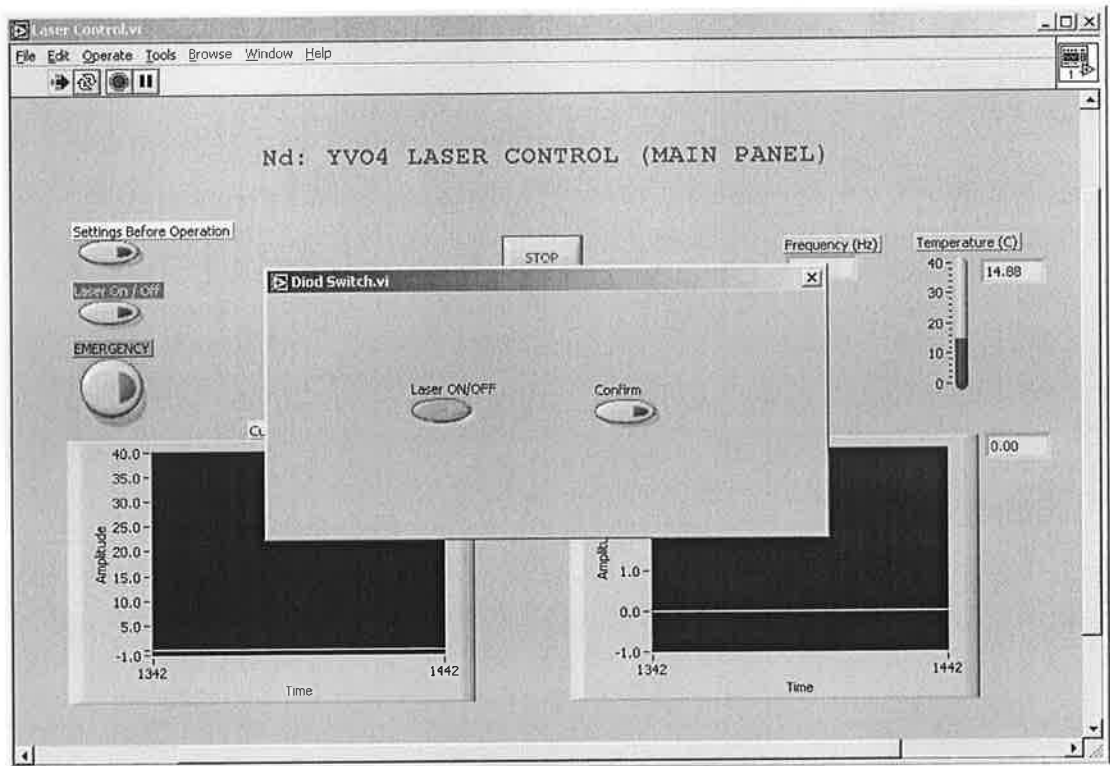 Laser Control.vi
File Edit Operate Tools Browse Window Help
1
Nd: YVO4 LASER CONTROL (MAIN PANEL)
Settings Before Operation
STOP
Frequency (Hz)
Temperature (C)
40
14.88
30
20
10
0
Laser On / Off
EMERGENCY
Diod Switch.vi
Laser ON/OFF
Confirm
Cu
0.00
40.0
35.0
30.0
25.0
20.0
15.0
10.0
5.0
-1.0
Amplitude
1342
1442
Time
1.0
0.0
-1.0
Amplitu
1342
1442
Time